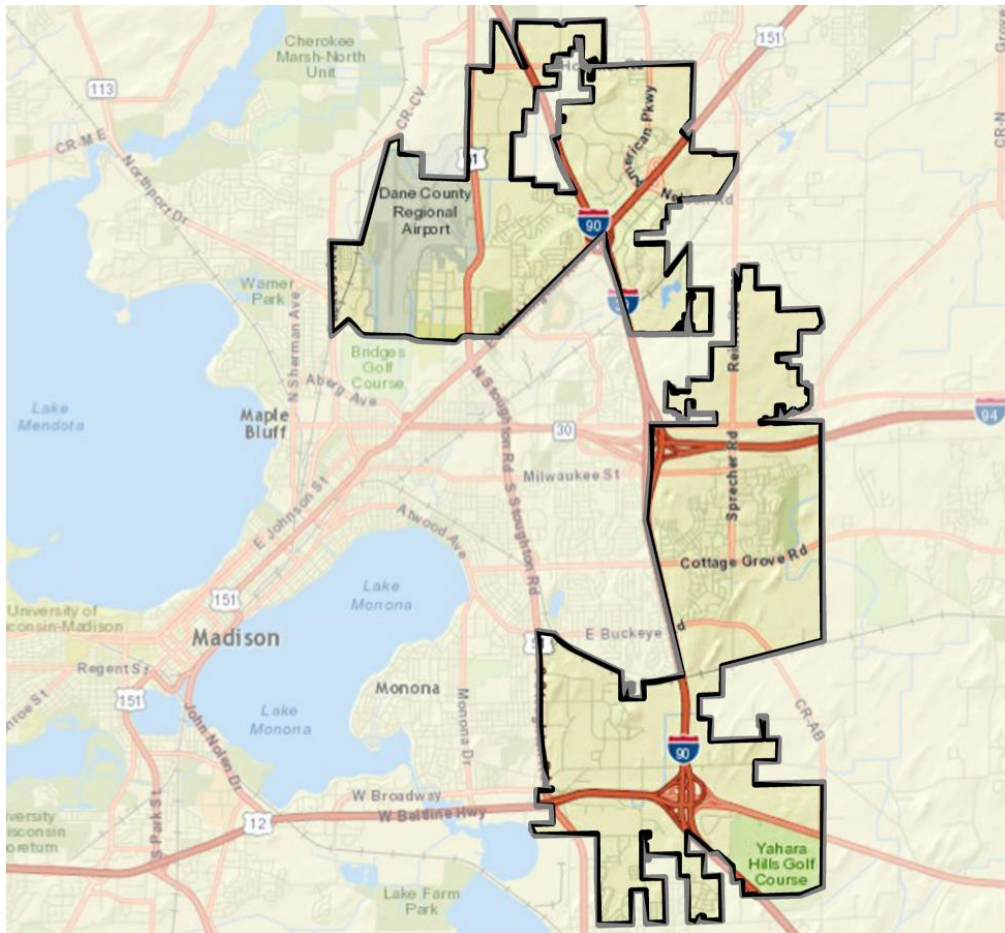 151
Cherokee
Marsh-North
Unit
113
CR-CV
CR-M E
Northport Dr
American Pkwy
CR-N
Grove
51
Dane County
Regional
Airport
90
Warner
Park
N Sherman Ave
Bridges
Golf
Course
Aberg Ave
Lake
Mendota
Maple
Bluff
N Stoughton Rd
S Stoughton Rd
30
94
Milwaukee St
Sprecher Rd
E Johnson St
Atwood Ave
Cottage Grove Rd
Lake
Monona
151
University of
Madison
E Buckeye
Regent St
151
Monona
Lake
Monona
Monona Dr
CR-AB
John Nolen Dr
90
S Park St
W Broadway
W Beltline Hwy
12
Yahara
Hills Golf
Course
Lake Farm
Park